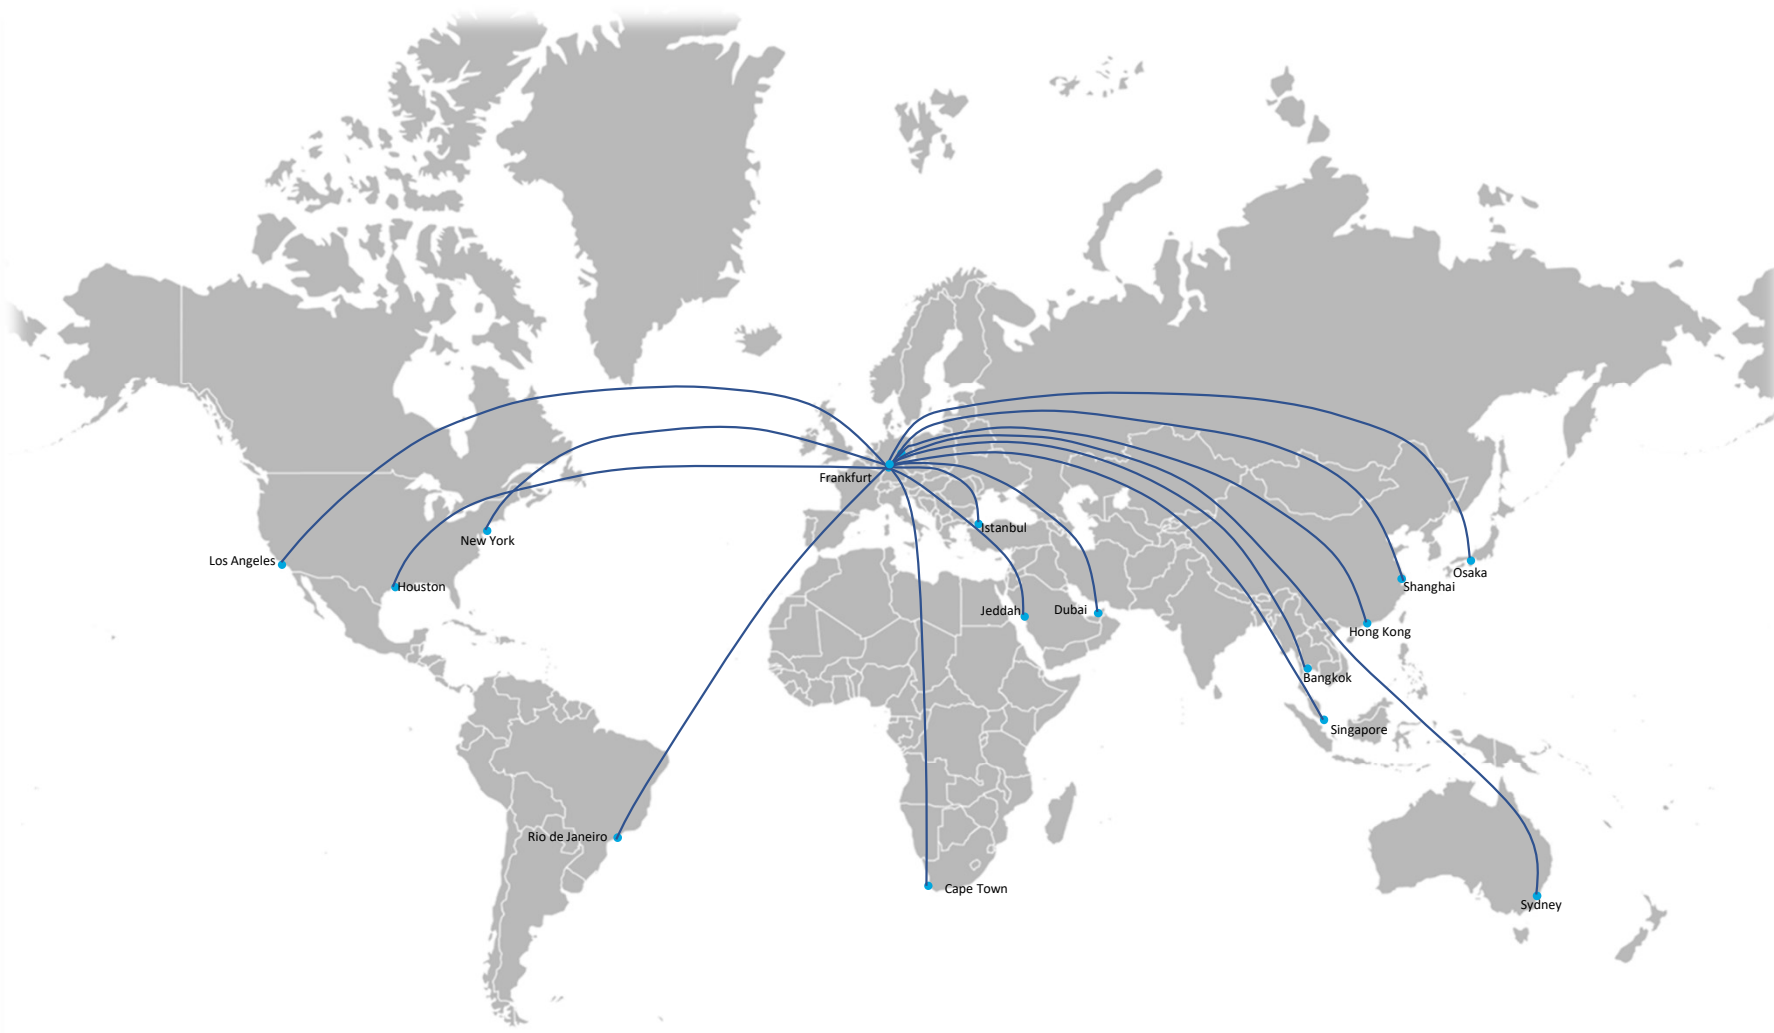 Frankfurt
Istanbul
New York
Los Angeles
Houston
Osaka
Shanghai
Jeddah
Dubai
Hong Kong
Bangkok
Singapore
Rio de Janeiro
Cape Town
Sydney